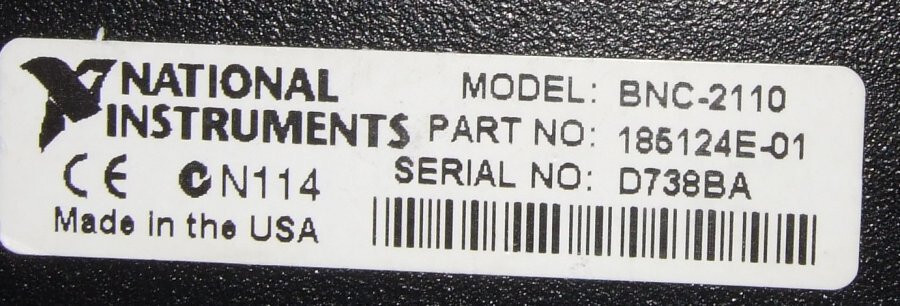 NATIONAL INSTRUMENTS
MODEL: BNC-2110
PART NO: 185124E-01
SERIAL NO: D738BA
CE N114
Made in the USA